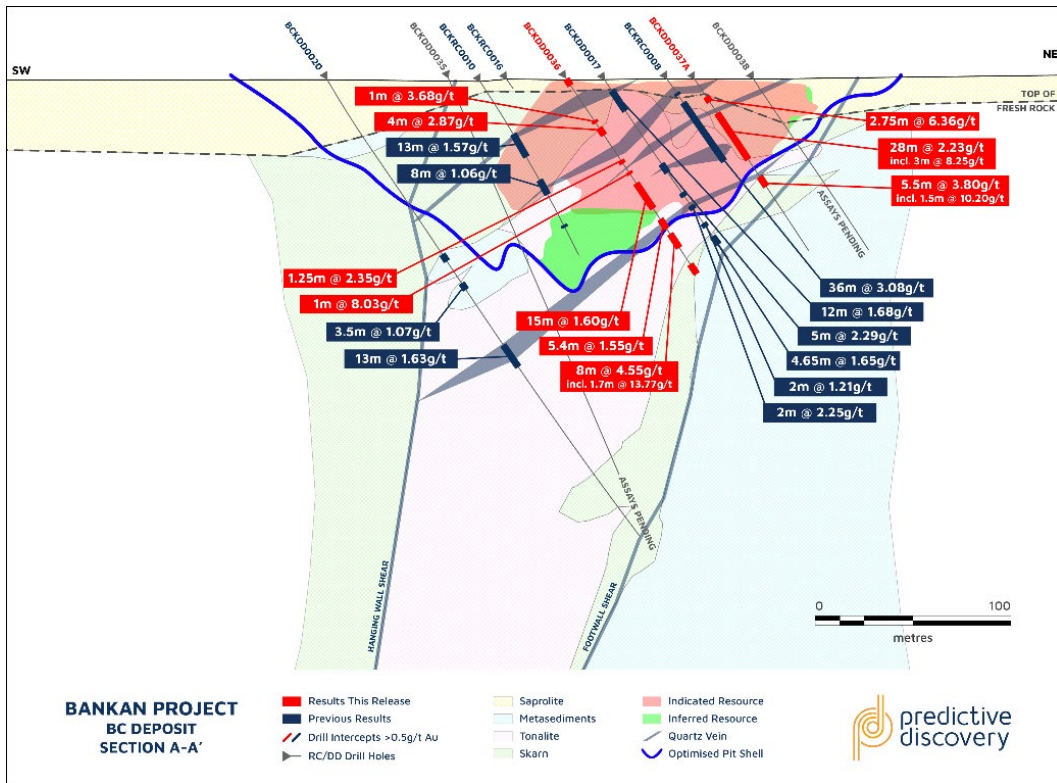 BCKDD0020
BCKDD0035
BCKRC0010
BCKRC0016
BCKDD0036
BCKDD0017
BCKRC0008
BCKDD0037A
BCKDD0038
SW
NE
TOP OF
FRESH ROCK
1m @ 3.68g/t
4m @ 2.87g/t
13m @ 1.57g/t
8m @ 1.06g/t
2.75m @ 6.36g/t
28m @ 2.23g/t
incl. 3m @ 8.25g/t
5.5m @ 3.80g/t
incl. 1.5m @ 10.20g/t
ASSAYS PENDING
1.25m @ 2.35g/t
1m @ 8.03g/t
3.5m @ 1.07g/t
13m @ 1.63g/t
15m @ 1.60g/t
5.4m @ 1.55g/t
8m @ 4.55g/t
incl. 1.7m @ 13.77g/t
36m @ 3.08g/t
12m @ 1.68g/t
5m @ 2.29g/t
4.65m @ 1.65g/t
2m @ 1.21g/t
2m @ 2.25g/t
ASSAYS PENDING
HANGING WALL SHEAR
FOOTWALL SHEAR
0 100
metres
BANKAN PROJECT
BC DEPOSIT
SECTION A-A'
Results This Release
Previous Results
Drill Intercepts >0.5g/t Au
RC/DD Drill Holes
Saprolite
Metasediments
Tonalite
Skarn
Indicated Resource
Inferred Resource
Quartz Vein
Optimised Pit Shell
predictive
discovery